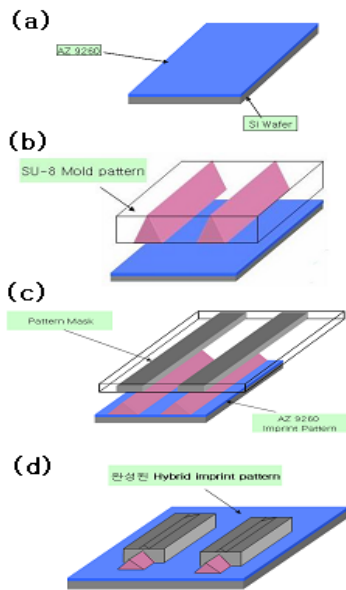 (a)
AZ 9260
Si Wafer
(b)
SU-8 Mold pattern
(c)
Pattern Mask
AZ 9260
Imprint Pattern
(d)
완성된 Hybrid imprint pattern